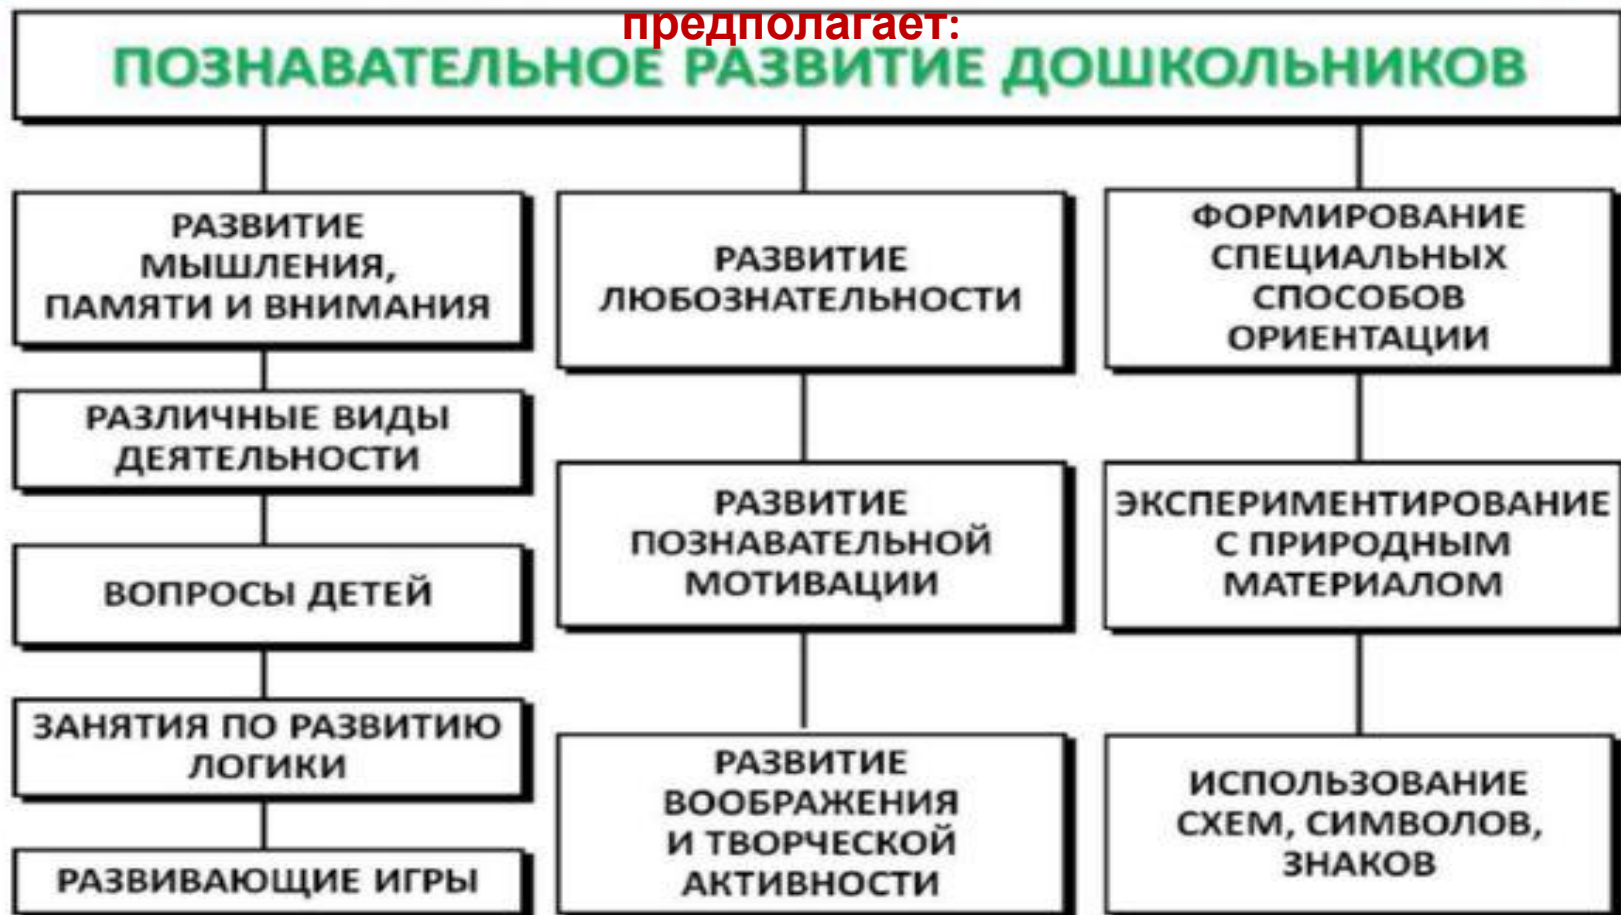 предполагает:
ПОЗНАВАТЕЛЬНОЕ РАЗВИТИЕ ДОШКОЛЬНИКОВ
РАЗВИТИЕ
МЫШЛЕНИЯ,
ПАМЯТИ И ВНИМАНИЯ
РАЗЛИЧНЫЕ ВИДЫ
ДЕЯТЕЛЬНОСТИ
ВОПРОСЫ ДЕТЕЙ
ЗАНЯТИЯ ПО РАЗВИТИЮ
ЛОГИКИ
РАЗВИВАЮЩИЕ ИГРЫ
РАЗВИТИЕ
ЛЮБОЗНАТЕЛЬНОСТИ
РАЗВИТИЕ
ПОЗНАВАТЕЛЬНОЙ
МОТИВАЦИИ
РАЗВИТИЕ
ВООБРАЖЕНИЯ
И ТВОРЧЕСКОЙ
АКТИВНОСТИ
ФОРМИРОВАНИЕ
СПЕЦИАЛЬНЫХ
СПОСОБОВ
ОРИЕНТАЦИИ
ЭКСПЕРИМЕНТИРОВАНИЕ
С ПРИРОДНЫМ
МАТЕРИАЛОМ
ИСПОЛЬЗОВАНИЕ
СХЕМ, СИМВОЛОВ,
ЗНАКОВ